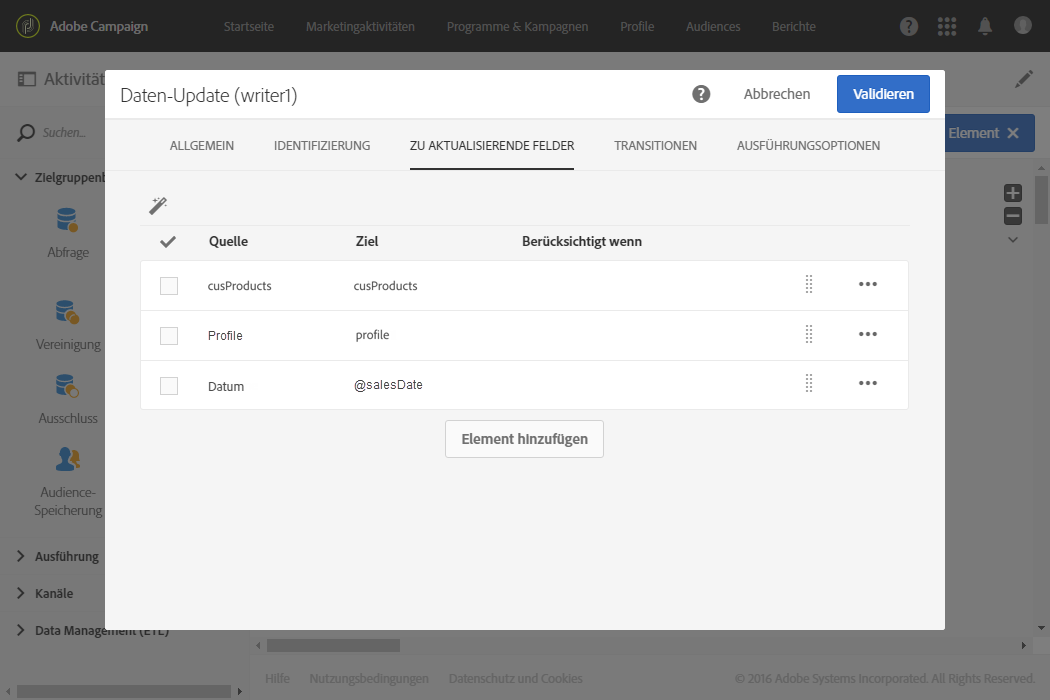 Adobe Campaign
Startseite
Marketingaktivitäten
Programme & Kampagnen
Profile
Audiences
Berichte
Aktivität
Daten-Update (writer1)
Abbrechen
Validieren
Suchen...
Element
ALLGEMEIN
IDENTIFIZIERUNG
ZU AKTUALISIERENDE FELDER
TRANSITIONEN
AUSFÜHRUNGSOPTIONEN
Zielgruppenb
Abfrage
Vereinigung
Ausschluss
Audience-
Speicherung
Ausführung
Kanäle
Data Management (ETL)
Quelle
Ziel
Berücksichtigt wenn
cusProducts
cusProducts
Profile
profile
Datum
@salesDate
Element hinzufügen
Hilfe
Nutzungsbedingungen
Datenschutz und Cookies
© 2016 Adobe Systems Incorporated. All Rights Reserved.